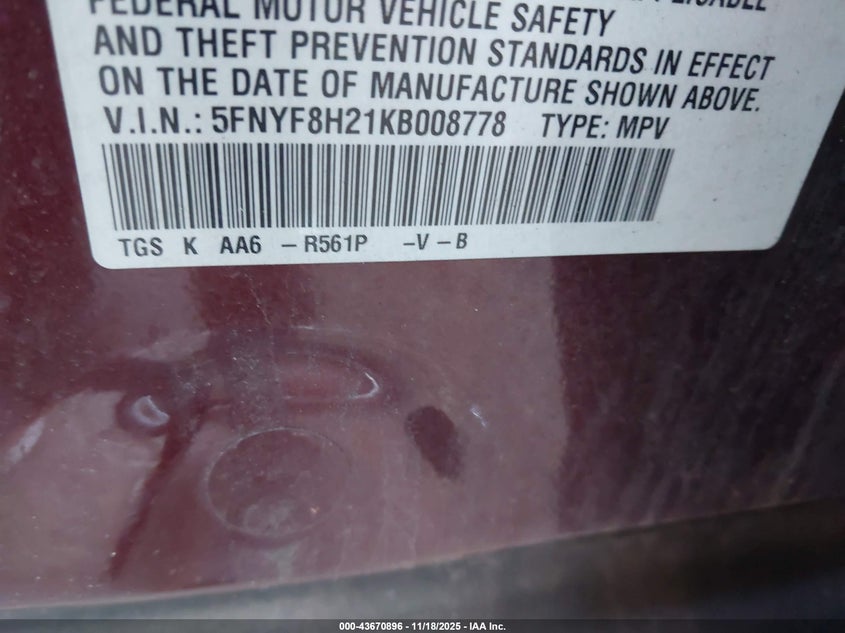 FEDERAL MOTOR VEHICLE SAFETY
AND THEFT PREVENTION STANDARDS IN EFFECT
ON THE DATE OF MANUFACTURE SHOWN ABOVE.
V.I.N.: 5FNYF8H21KB008778 TYPE: MPV
TGS K AA6 -R561P -V -B
000-43670896 - 11/18/2025 - IAA Inc.